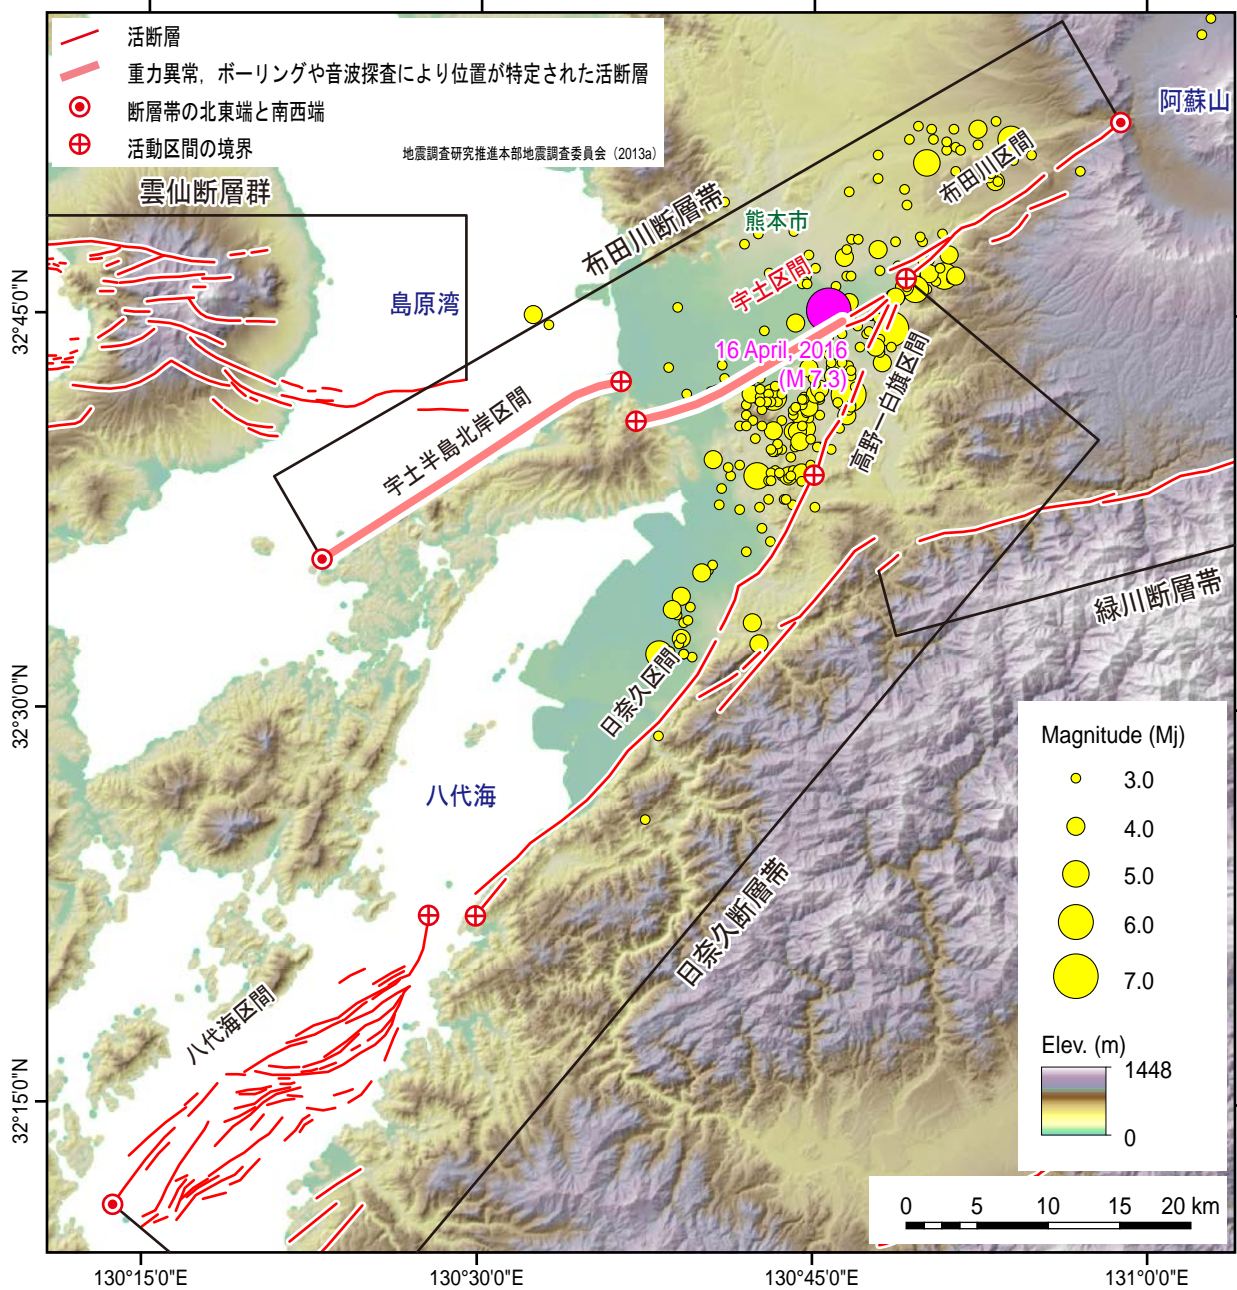 活断層
重力異常，ボーリングや音波探査により位置が特定された活断層
断層帯の北東端と南西端
活動区間の境界
地震調査研究推進本部地震調査委員会（2013a）
阿蘇山
雲仙断層群
布田川区間
布田川断層帯
熊本市
宇土区間
島原湾
16 April, 2016
(M 7.3)
高野―白旗区間
宇土半島北岸区間
緑川断層帯
日奈久区間
八代海
日奈久断層帯
八代海区間
Magnitude (Mj)
3.0
4.0
5.0
6.0
7.0
Elev. (m)
1448
0
0 5 10 15 20 km
32°45'0"N
32°30'0"N
32°15'0"N
130°15'0"E 130°30'0"E 130°45'0"E 131°0'0"E